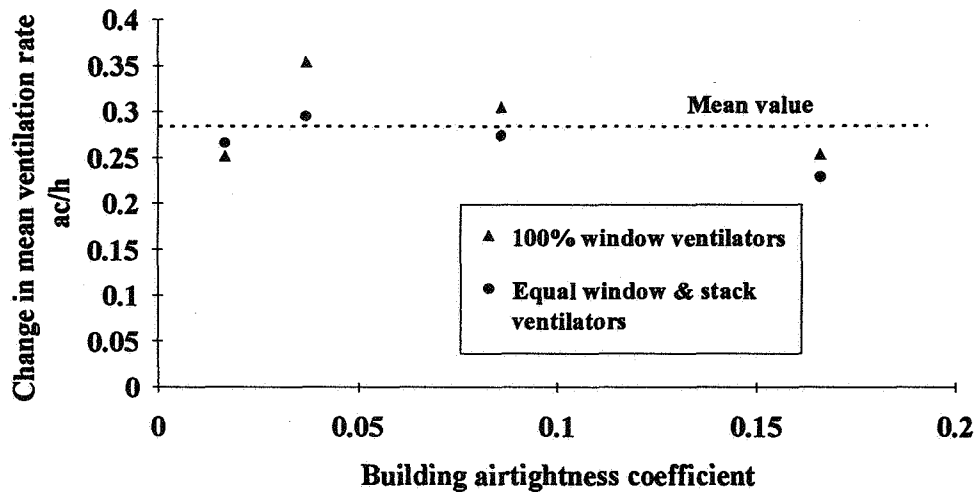 Change in mean ventilation rate
ac/h
0.4
0.35
0.3
0.25
0.2
0.15
0.1
0.05
0
Mean value
100% window ventilators
Equal window & stack
ventilators
0
0.05
0.1
0.15
0.2
Building airtightness coefficient